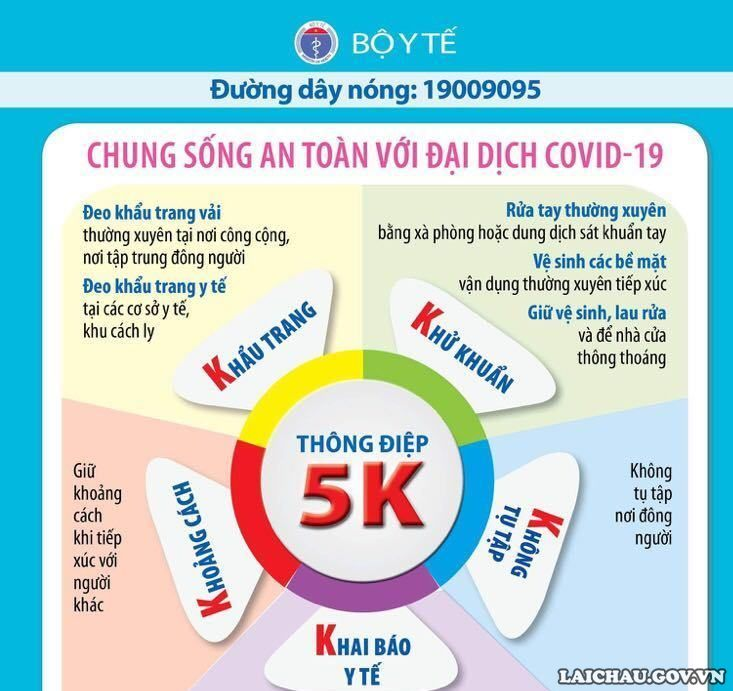 BỘ Y TẾ
Đường dây nóng: 19009095
CHUNG SỐNG AN TOÀN VỚI ĐẠI DỊCH COVID-19
Đeo khẩu trang vải
thường xuyên tại nơi công cộng,
nơi tập trung đông người
Đeo khẩu trang y tế
tại các cơ sở y tế,
khu cách ly
Rửa tay thường xuyên
bằng xà phòng hoặc dung dịch sát khuẩn tay
Vệ sinh các bề mặt
vận dụng thường xuyên tiếp xúc
Giữ vệ sinh, lau rửa
và để nhà cửa
thông thoáng
KHẨU TRANG
KHỬ KHUẨN
THÔNG ĐIỆP
5K
Giữ
khoảng
cách
khi tiếp
xúc với
người
khác
KHOẢNG CÁCH
KHÔNG
TỤ TẬP
Không
tụ tập
nơi đông
người
KHAI BÁO
Y TẾ
LAICHAU.GOV.VN